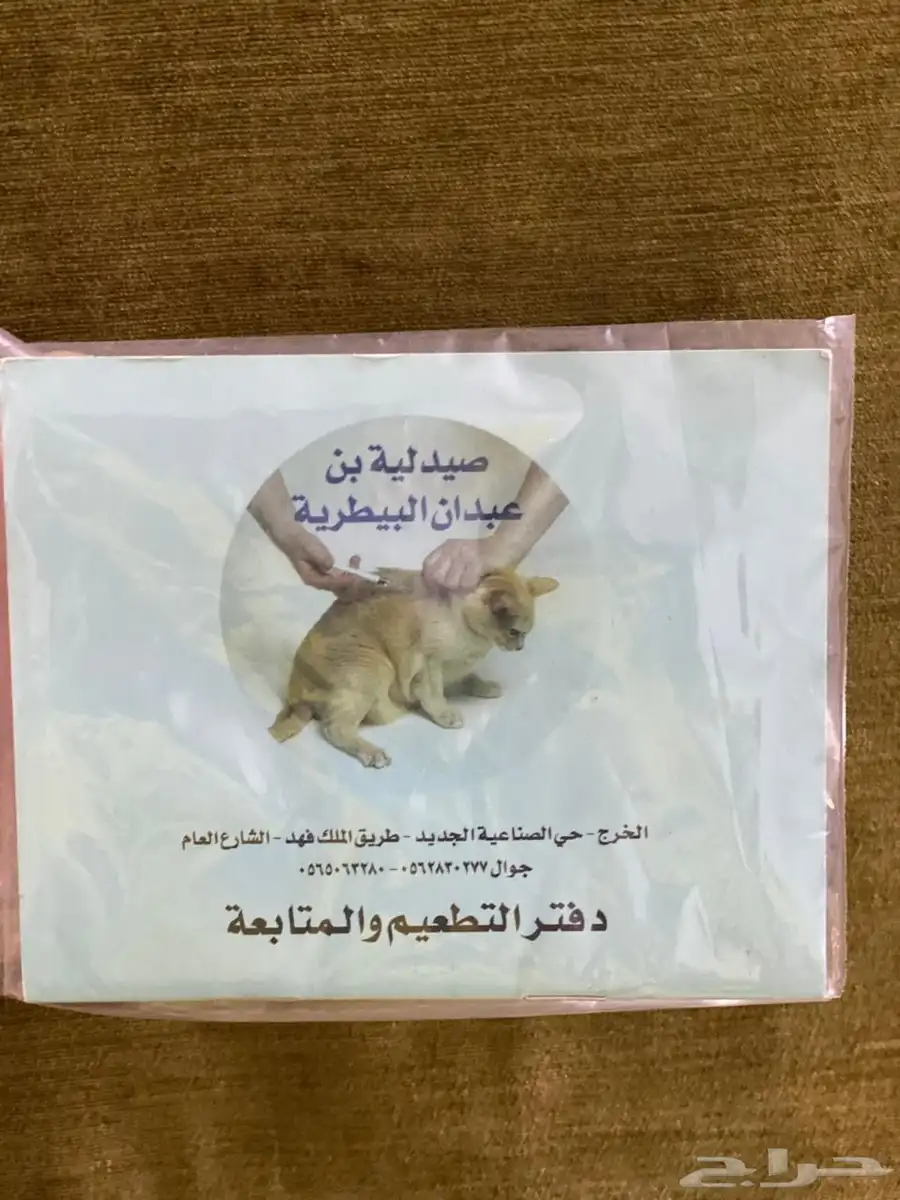 صيدلية بن
عبدان البيطرية
الخرج - حي الصناعية الجديد - طريق الملك فهد - الشارع العام
جوال ٠٥٦٢٨٣٠٢٧٧ - ٠٥٦٥٠٦٣٢٨٠
دفتر التطعيم والمتابعة
حراج